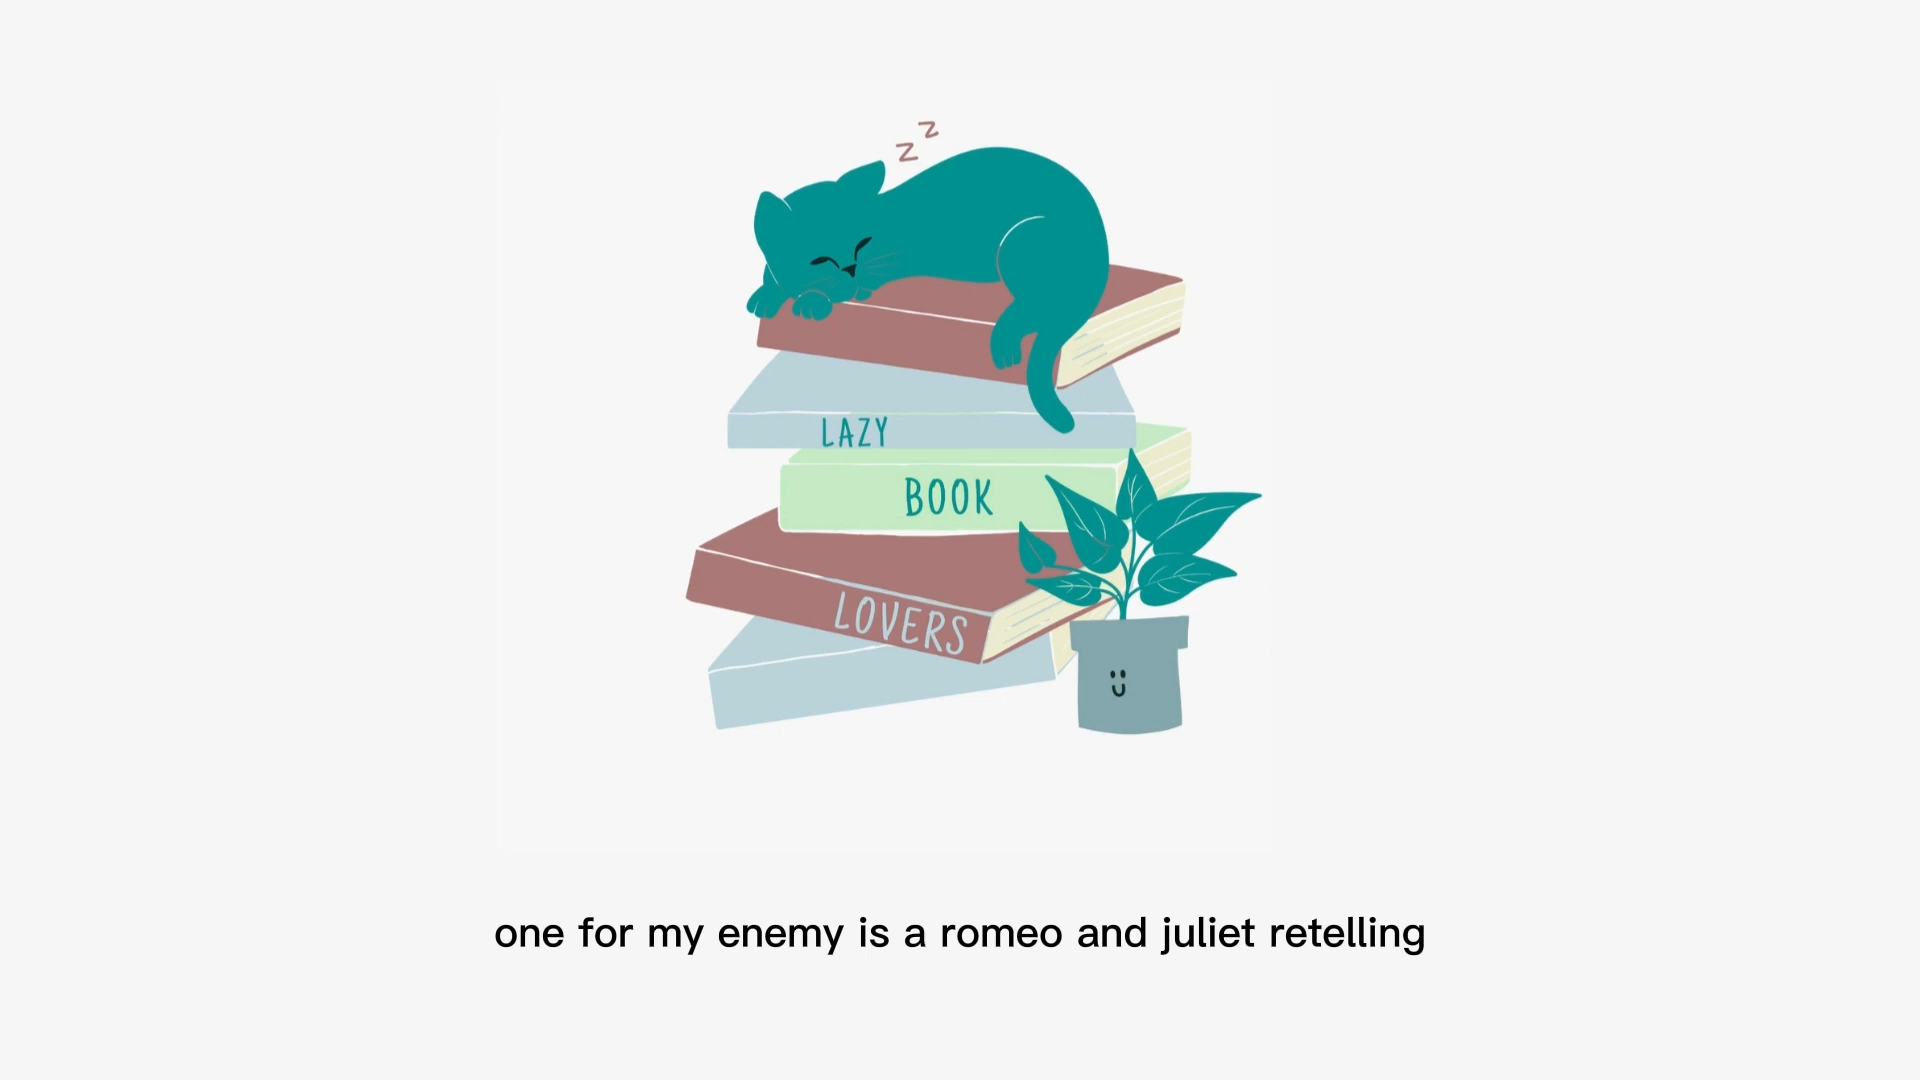 z
z
LAZY
BOOK
LOVERS
one for my enemy is a romeo and juliet retelling